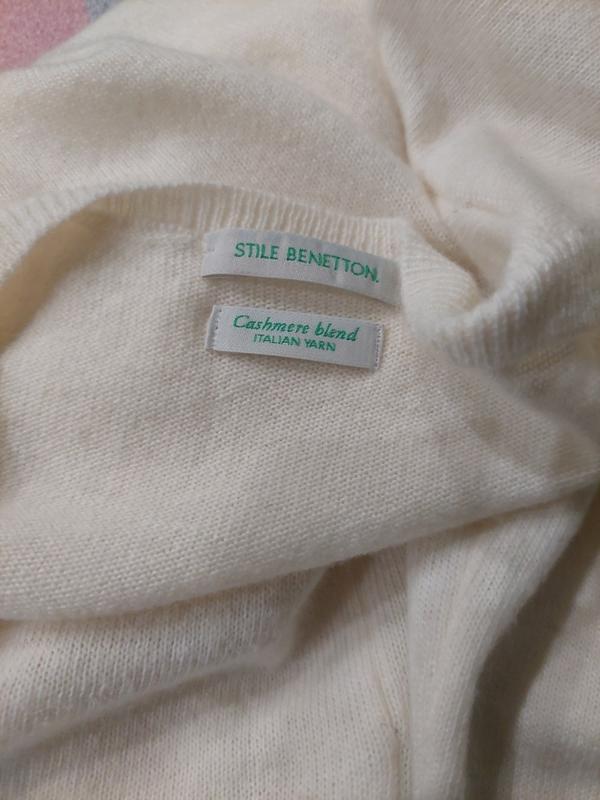 STILE BENETTON.
Cashmere blend
ITALIAN YARN